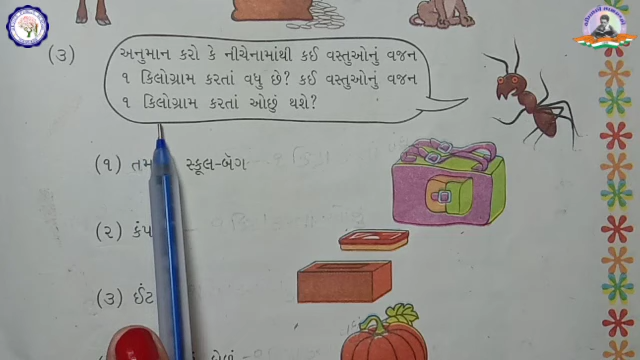 (૩) અનુમાન કરો કે નીચેનામાંથી કઈ વસ્તુઓનું વજન
૧ કિલોગ્રામ કરતાં વધુ છે? કઈ વસ્તુઓનું વજન
૧ કિલોગ્રામ કરતાં ઓછું થશે?
(૧) સ્કૂલ-બૅગ
(૨)
(૩) ઈંટ